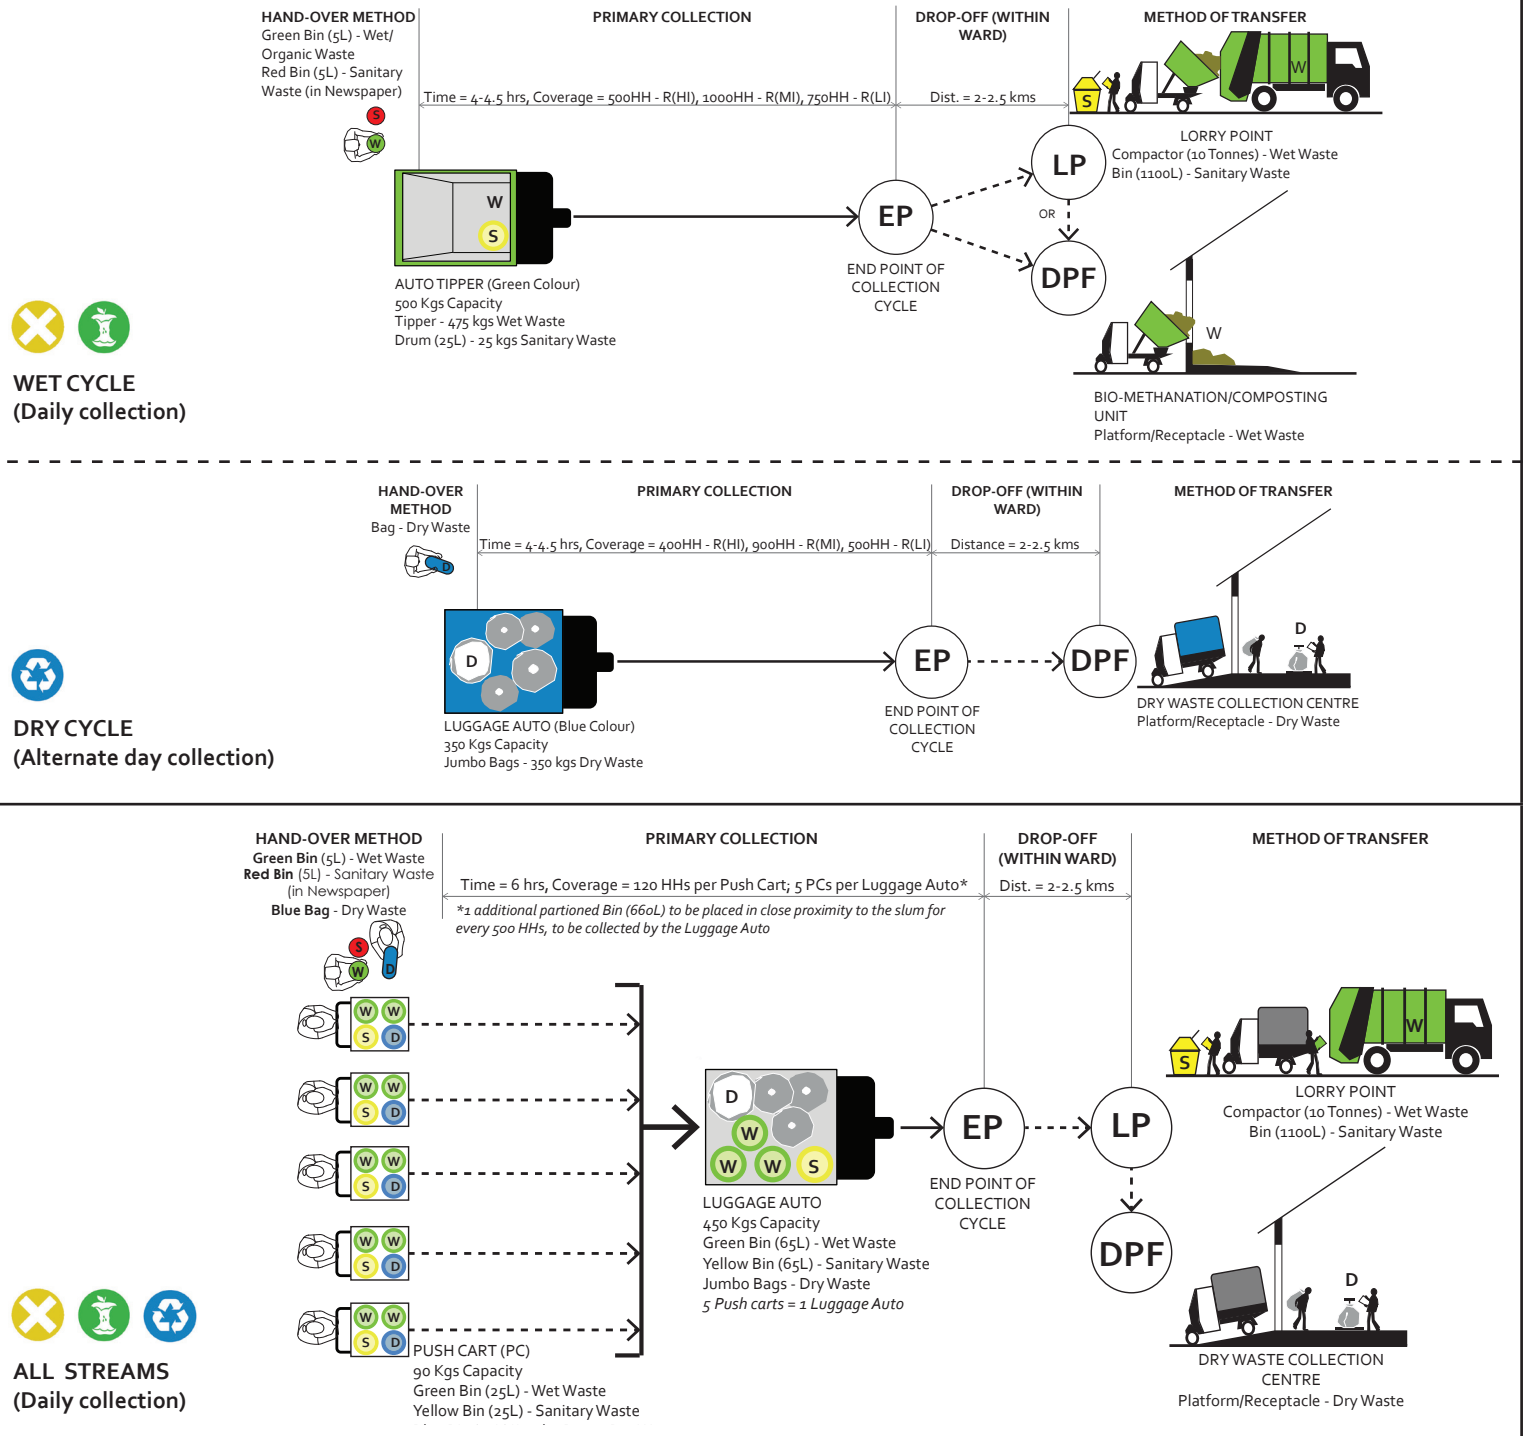 HAND-OVER METHOD
Green Bin (5L) - Wet/
Organic Waste
Red Bin (5L) - Sanitary
Waste (in Newspaper)
PRIMARY COLLECTION
DROP-OFF (WITHIN
WARD)
METHOD OF TRANSFER
Time = 4-4.5 hrs, Coverage = 500HH - R(HI), 1000HH - R(MI), 750HH - R(LI)
Dist. = 2-2.5 kms
S
W
W
S
AUTO TIPPER (Green Colour)
500 Kgs Capacity
Tipper - 475 kgs Wet Waste
Drum (25L) - 25 kgs Sanitary Waste
EP
END POINT OF
COLLECTION
CYCLE
LP
OR
DPF
S
W
LORRY POINT
Compactor (10 Tonnes) - Wet Waste
Bin (1100L) - Sanitary Waste
W
BIO-METHANATION/COMPOSTING
UNIT
Platform/Receptacle - Wet Waste
WET CYCLE
(Daily collection)
HAND-OVER
METHOD
Bag - Dry Waste
PRIMARY COLLECTION
DROP-OFF (WITHIN
WARD)
METHOD OF TRANSFER
Time = 4-4.5 hrs, Coverage = 400HH - R(HI), 900HH - R(MI), 500HH - R(LI)
Distance = 2-2.5 kms
D
D
LUGGAGE AUTO (Blue Colour)
350 Kgs Capacity
Jumbo Bags - 350 kgs Dry Waste
EP
END POINT OF
COLLECTION
CYCLE
DPF
D
DRY WASTE COLLECTION CENTRE
Platform/Receptacle - Dry Waste
DRY CYCLE
(Alternate day collection)
HAND-OVER METHOD
Green Bin (5L) - Wet Waste
Red Bin (5L) - Sanitary Waste
(in Newspaper)
Blue Bag - Dry Waste
PRIMARY COLLECTION
DROP-OFF
(WITHIN WARD)
METHOD OF TRANSFER
Time = 6 hrs, Coverage = 120 HHs per Push Cart; 5 PCs per Luggage Auto*
Dist. = 2-2.5 kms
*1 additional partioned Bin (660L) to be placed in close proximity to the slum for
every 500 HHs, to be collected by the Luggage Auto
S
W
D
W W
S D
W W
S D
W W
S D
W W
S D
W W
S D
PUSH CART (PC)
90 Kgs Capacity
Green Bin (25L) - Wet Waste
Yellow Bin (25L) - Sanitary Waste
D
W
W W S
LUGGAGE AUTO
450 Kgs Capacity
Green Bin (65L) - Wet Waste
Yellow Bin (65L) - Sanitary Waste
Jumbo Bags - Dry Waste
5 Push carts = 1 Luggage Auto
EP
END POINT OF
COLLECTION
CYCLE
LP
DPF
S
W
LORRY POINT
Compactor (10 Tonnes) - Wet Waste
Bin (1100L) - Sanitary Waste
D
DRY WASTE COLLECTION
CENTRE
Platform/Receptacle - Dry Waste
ALL STREAMS
(Daily collection)